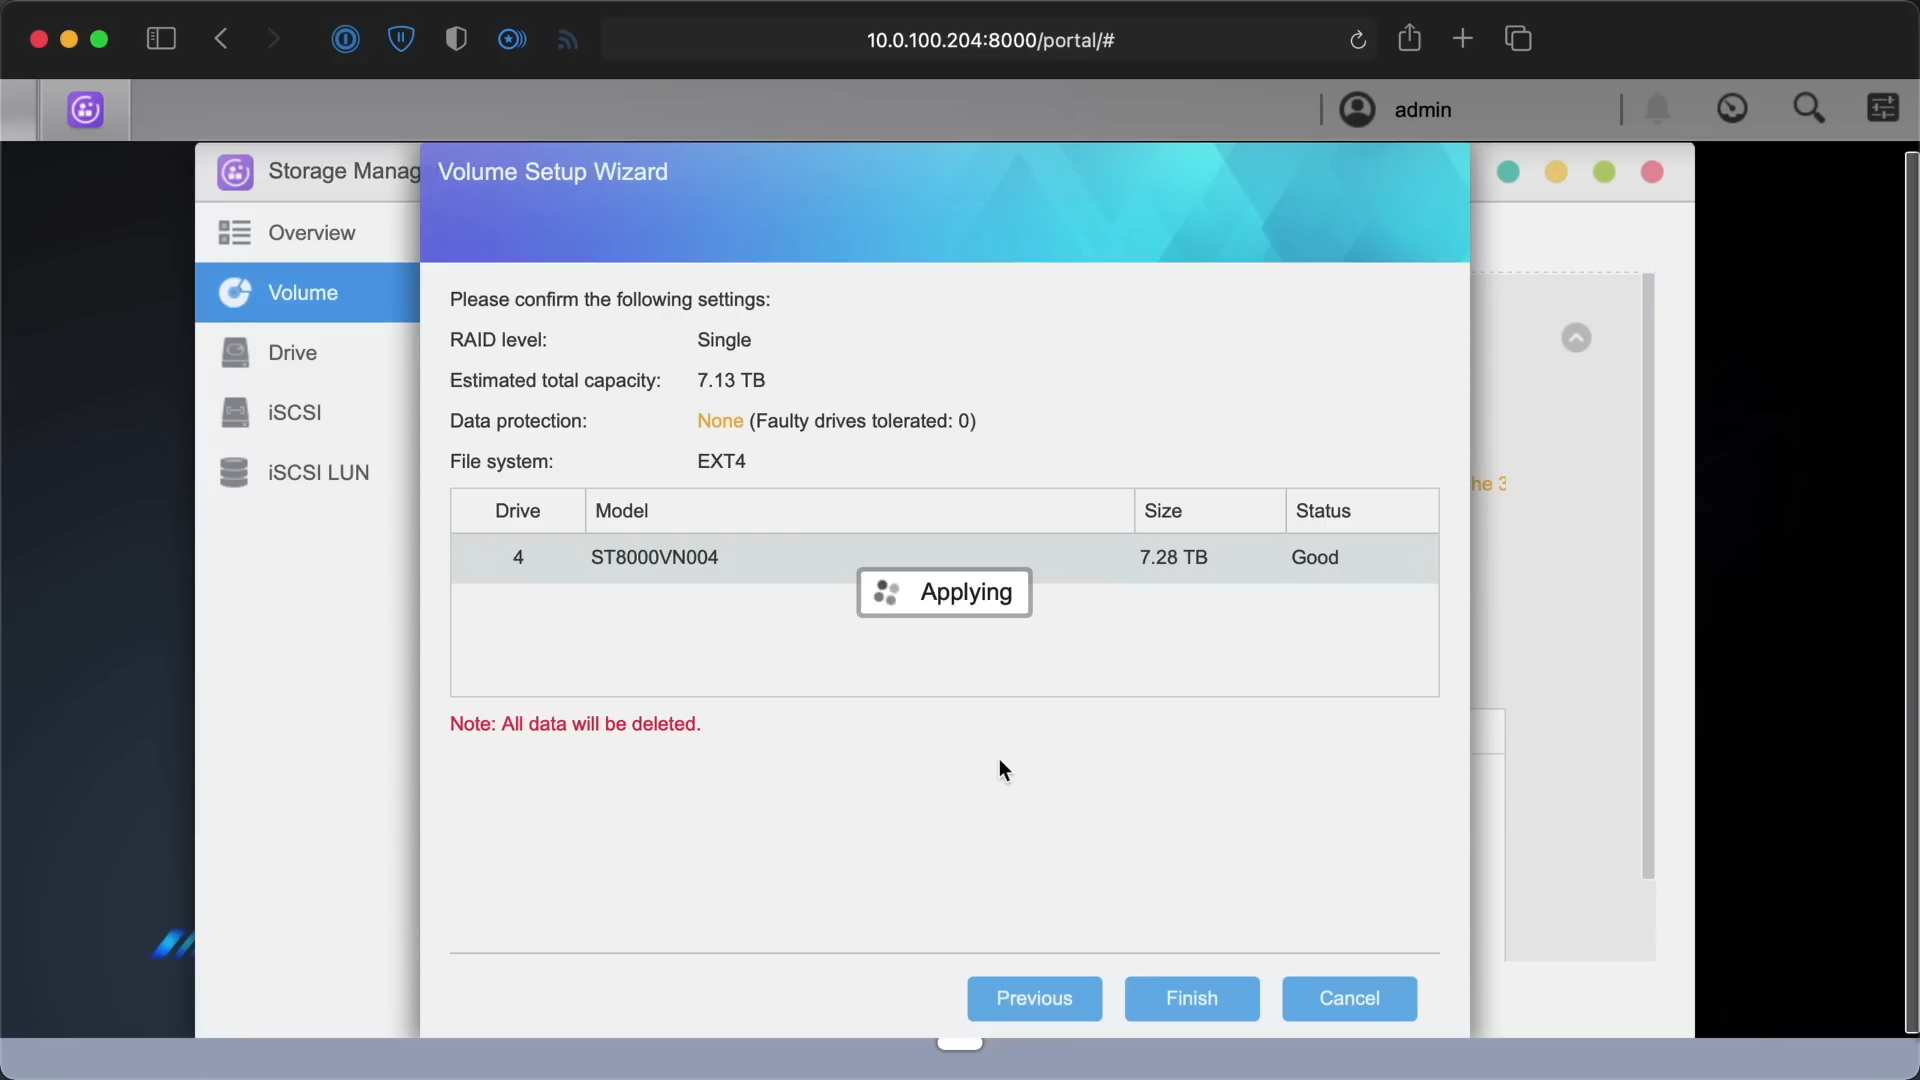 10.0.100.204:8000/portal/#
admin
Storage Manag
Volume Setup Wizard
Overview
Volume
Drive
iSCSI
iSCSI LUN
Please confirm the following settings:
RAID level: Single
Estimated total capacity: 7.13 TB
Data protection: None (Faulty drives tolerated: 0)
File system: EXT4
he 3
Drive Model Size Status
4 ST8000VN004 7.28 TB Good
Applying
Note: All data will be deleted.
Previous Finish Cancel